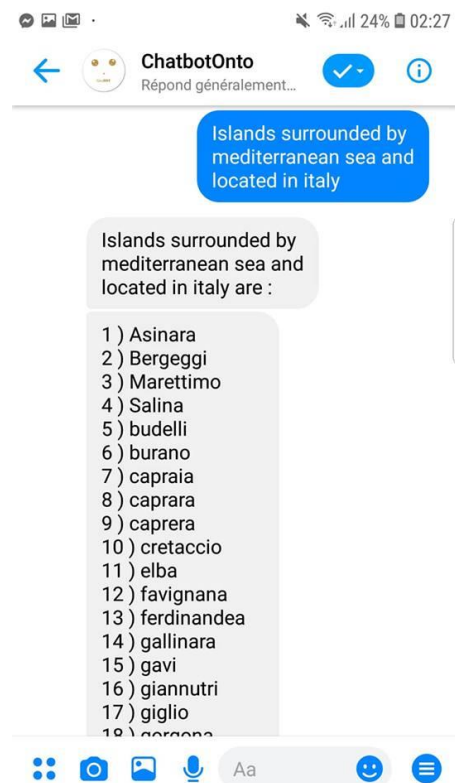 24% 02:27
ChatbotOnto
Répond généralement...
Islands surrounded by
mediterranean sea and
located in italy
Islands surrounded by
mediterranean sea and
located in italy are :
1 ) Asinara
2 ) Bergeggi
3 ) Marettimo
4 ) Salina
5 ) budelli
6 ) burano
7 ) capraia
8 ) caprara
9 ) caprera
10 ) cretaccio
11 ) elba
12 ) favignana
13 ) ferdinandea
14 ) gallinara
15 ) gavi
16 ) giannutri
17 ) giglio
18 ) gorgona
Aa